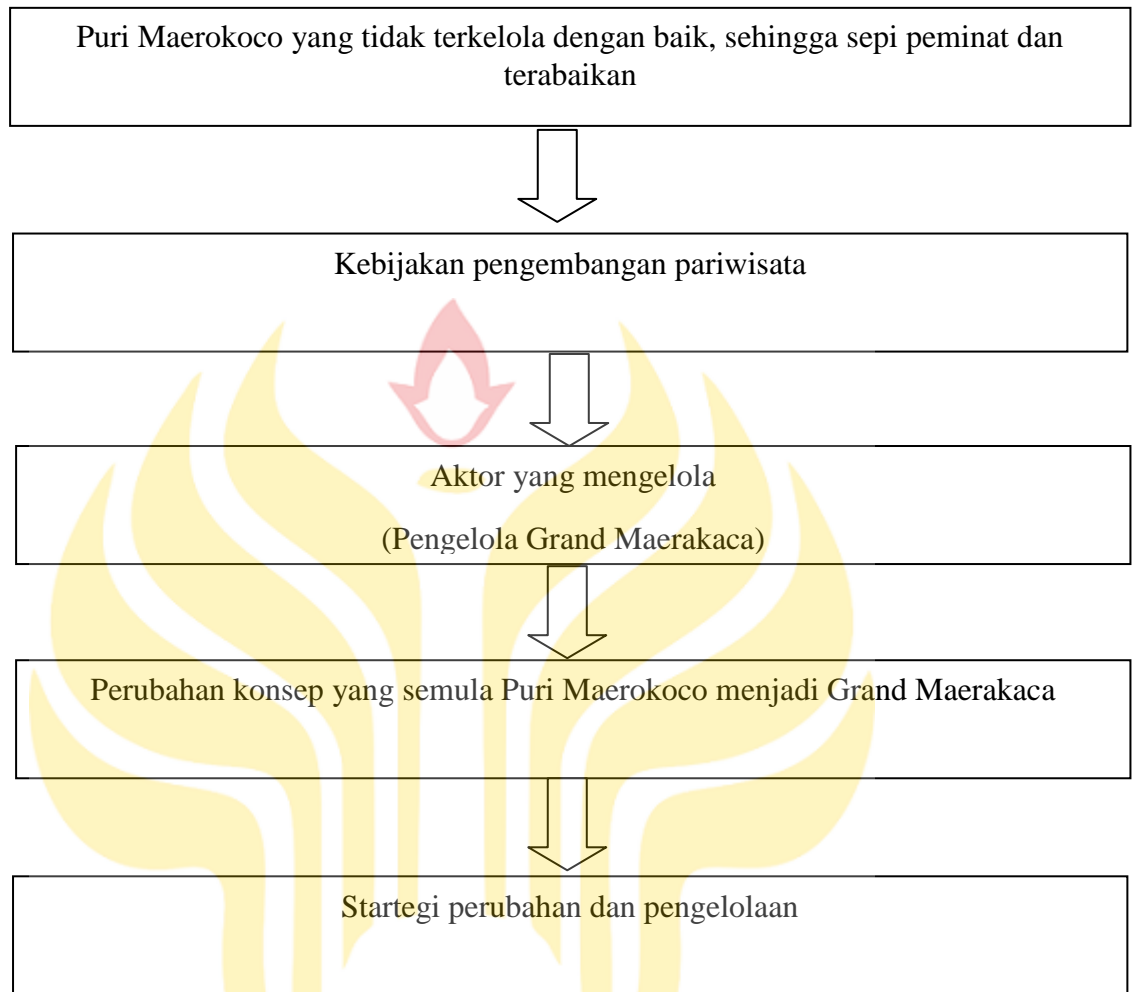 Puri Maerokoco yang tidak terkelola dengan baik, sehingga sepi peminat dan
terabaikan
Kebijakan pengembangan pariwisata
Aktor yang mengelola
(Pengelola Grand Maerakaca)
Perubahan konsep yang semula Puri Maerokoco menjadi Grand Maerakaca
Startegi perubahan dan pengelolaan